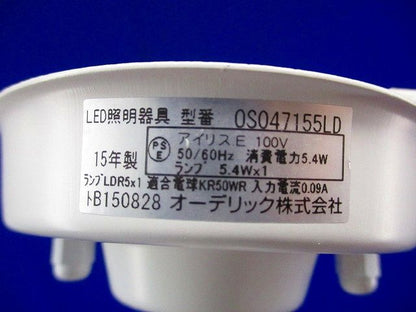 LED照明器具 型番 OS047155LD
PSE アイリスE 100V
15年製 50/60Hz 消費電力5.4W
ランプ 5.4W×1
ランプLDR5x1 適合電球KR50WR 入力電流0.09A
トB150828 オーデリック株式会社